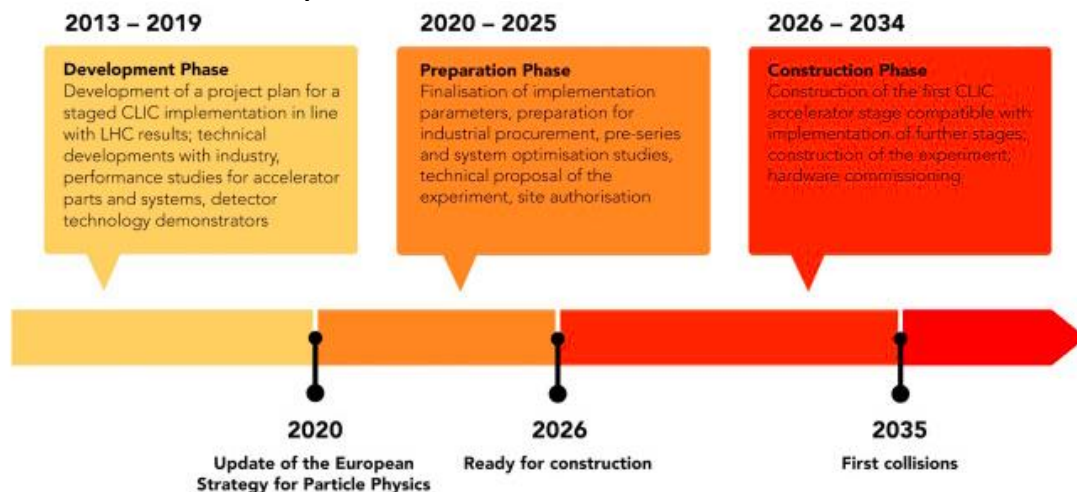 2013 – 2019
Development Phase
Development of a project plan for a
staged CLIC implementation in line
with LHC results; technical
developments with industry,
performance studies for accelerator
parts and systems, detector
technology demonstrators
2020 – 2025
Preparation Phase
Finalisation of implementation
parameters, preparation for
industrial procurement, pre-series
and system optimisation studies,
technical proposal of the
experiment, site authorisation
2026 – 2034
Construction Phase
Construction of the first CLIC
accelerator stage compatible with
implementation of further stages;
construction of the experiment;
hardware commissioning
2020
Update of the European
Strategy for Particle Physics
2026
Ready for construction
2035
First collisions